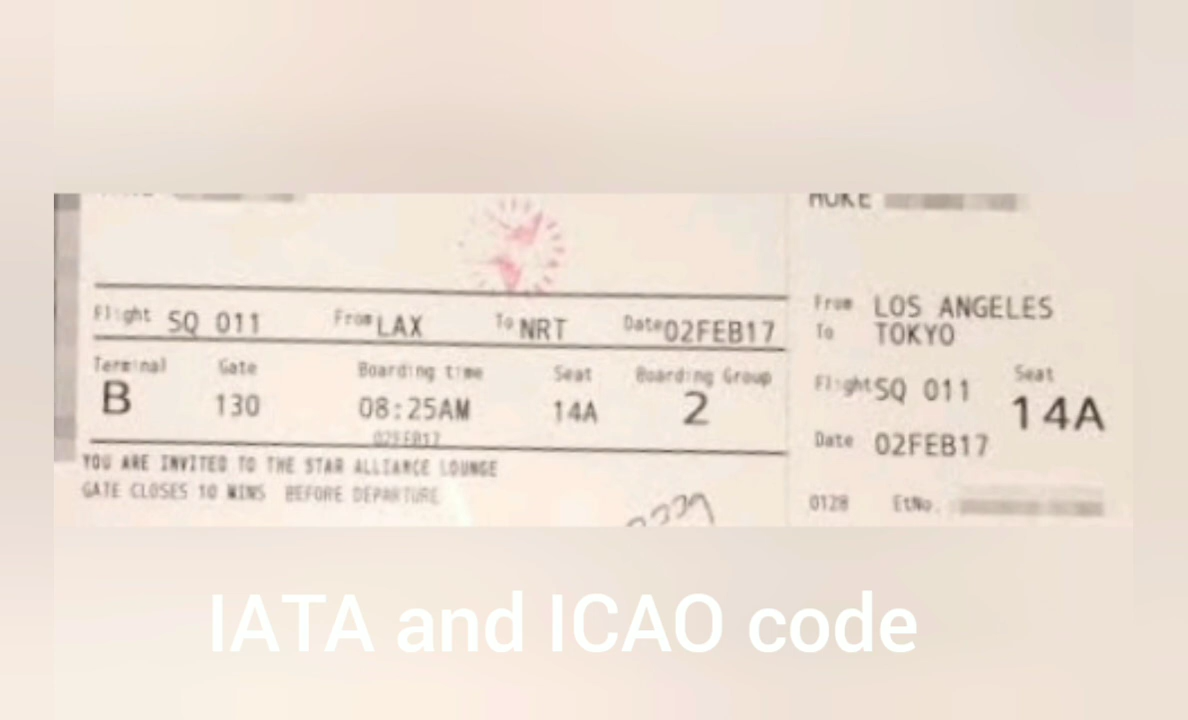 Flight SQ 011 From LAX To NRT Date 02FEB17
Terminal Gate Boarding time Seat Boarding Group
B 130 08:25AM 14A 2
02FEB17
YOU ARE INVITED TO THE STAR ALLIANCE LOUNGE
GATE CLOSES 10 MINS BEFORE DEPARTURE
From LOS ANGELES
To TOKYO
Flight SQ 011 Seat
14A
Date 02FEB17
0128 EtNo.
IATA and ICAO code